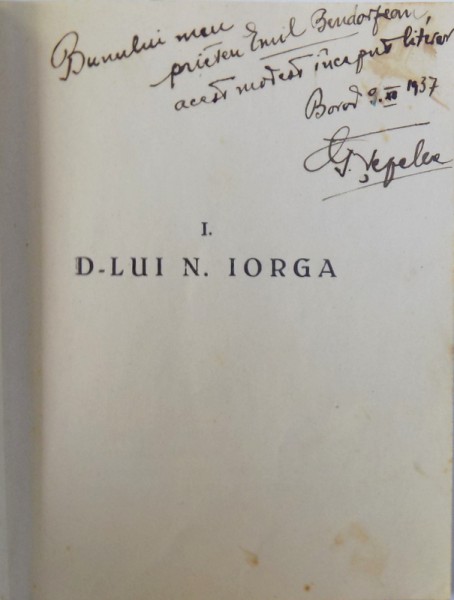 Bunului meu
prieten Emil Bendorfean,
acest modest început literar
Borod 9.XII 1937
G. Țepelea
I.
D-LUI N. IORGA